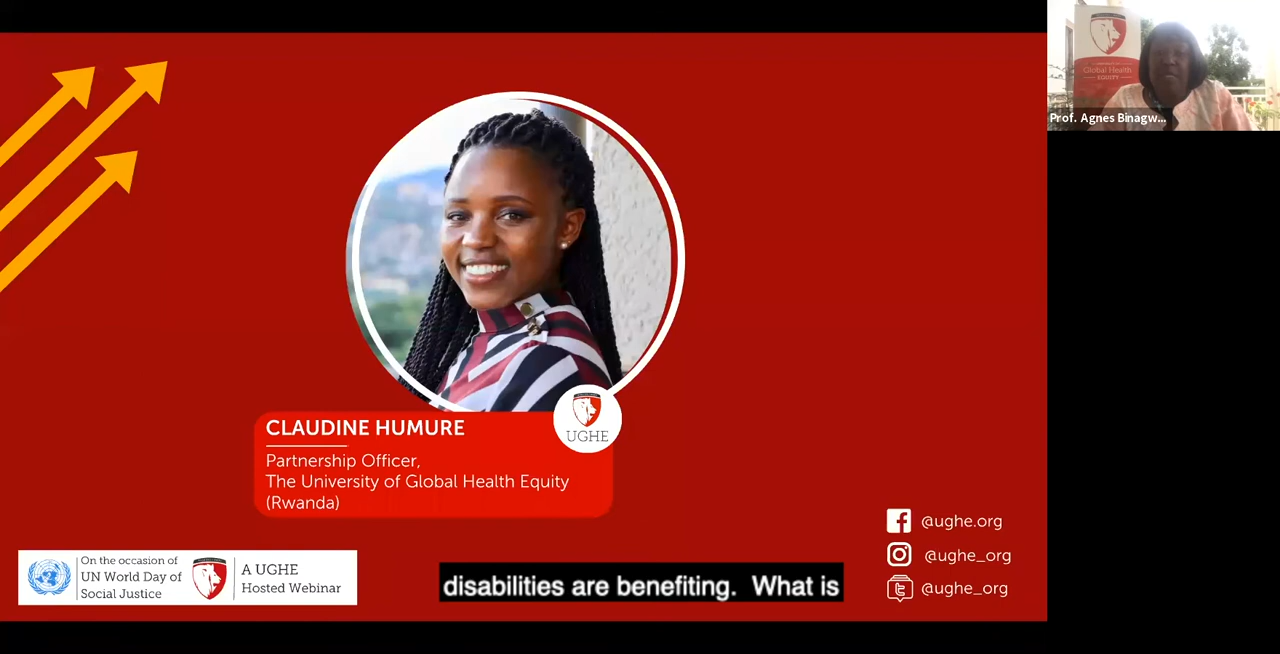 Global Health
EQUITY
Prof. Agnes Binagw...
CLAUDINE HUMURE
Partnership Officer,
The University of Global Health Equity
(Rwanda)
UGHE
On the occasion of
UN World Day of
Social Justice
A UGHE
Hosted Webinar
disabilities are benefiting.  What is
@ughe.org
@ughe_org
@ughe_org